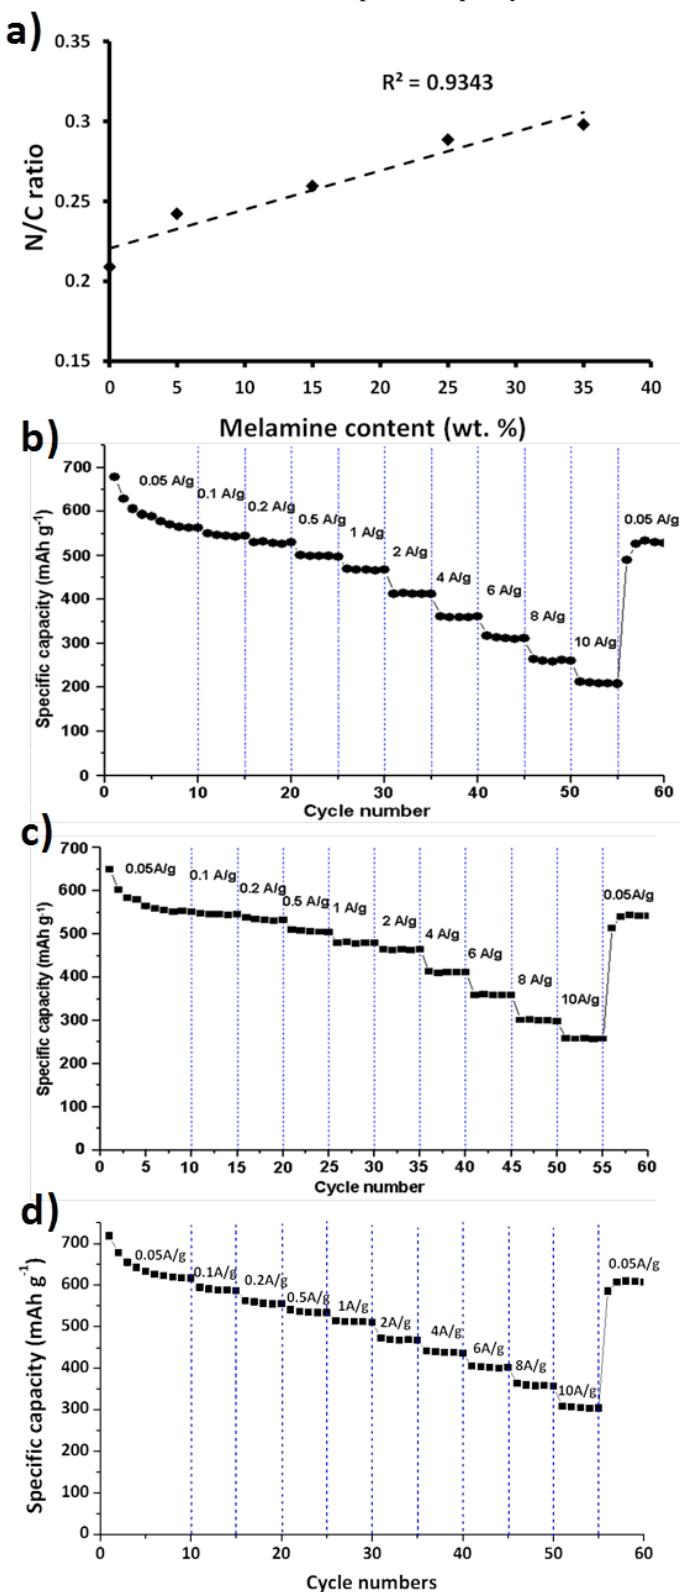 a)
0.35
R² = 0.9343
0.3
N/C ratio
0.25
0.2
0.15
0 5 10 15 20 25 30 35 40
Melamine content (wt. %)
b)
700
0.05 A/g
0.1 A/g
0.2 A/g
0.05 A/g
600
0.5 A/g
1 A/g
500
2 A/g
4 A/g
400
6 A/g
8 A/g
300
10 A/g
200
100
0
Specific capacity (mAh g⁻¹)
0 10 20 30 40 50 60
Cycle number
c)
700
0.05A/g
0.1 A/g
0.2 A/g
0.05A/g
600
0.5 A/g
1 A/g
2 A/g
500
4 A/g
6 A/g
400
8 A/g
10A/g
300
200
100
0
Specific capacity (mAh g⁻¹)
0 5 10 15 20 25 30 35 40 45 50 55 60
Cycle number
d)
700
0.05A/g
0.1A/g
0.2A/g
0.05A/g
600
0.5A/g
1A/g
500
2A/g
4A/g
6A/g
400
8A/g
10A/g
300
200
100
0
Specific capacity (mAh g⁻¹)
0 10 20 30 40 50 60
Cycle numbers